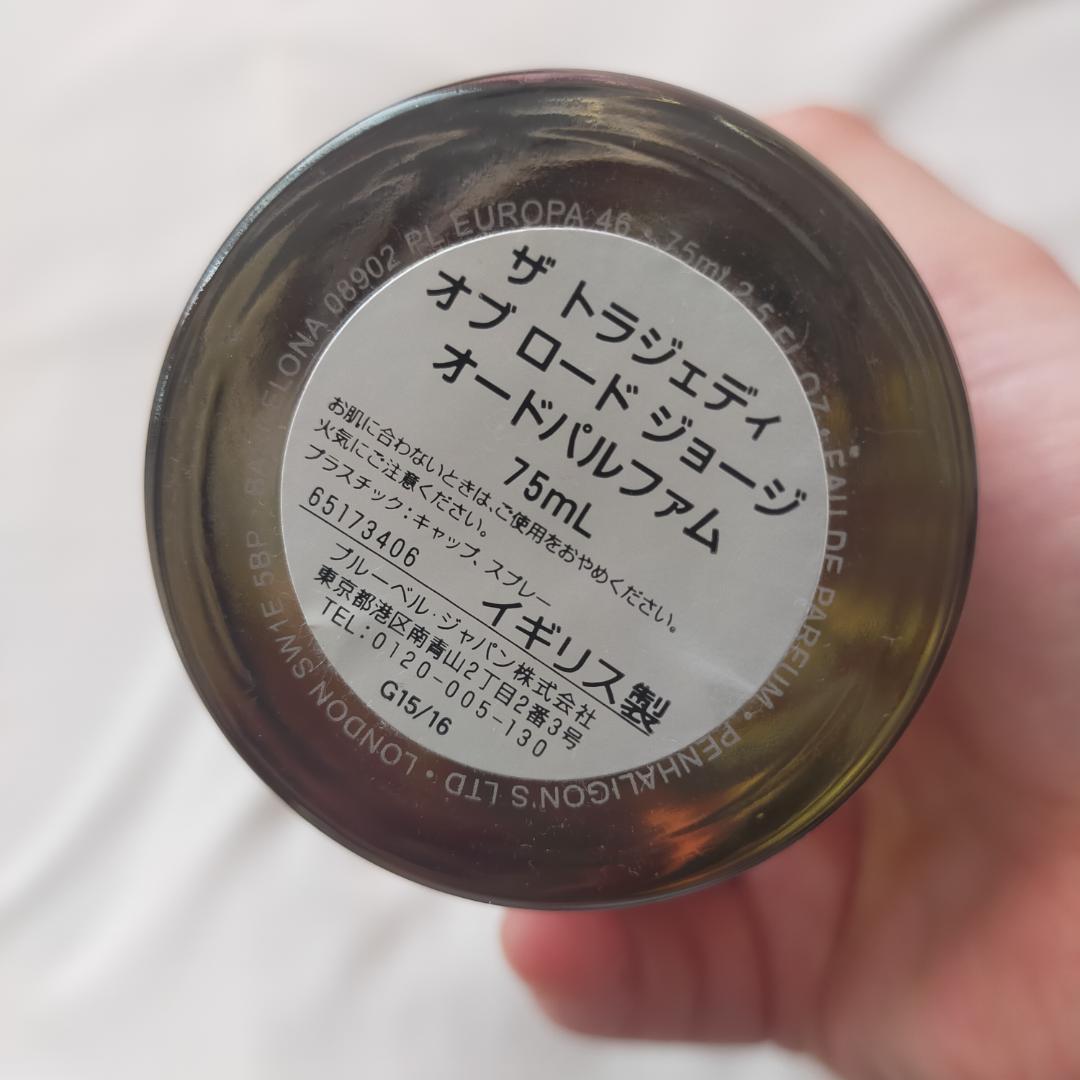 ザ トラジェディ
オブ ロード ジョージ
オードパルファム
75mL
お肌に合わないときは、ご使用をおやめください。
火気にご注意ください。
プラスチック：キャップ、スプレー
65173406
イギリス製
ブルーベル・ジャパン株式会社
東京都港区南青山2丁目2番3号
TEL：0120-005-130
G15/16
75ml 2.5 FL.OZ. • EAU DE PARFUM • PENHALIGON'S LTD • LONDON SW1E 5BP
ELONA 08902 PL EUROPA 46